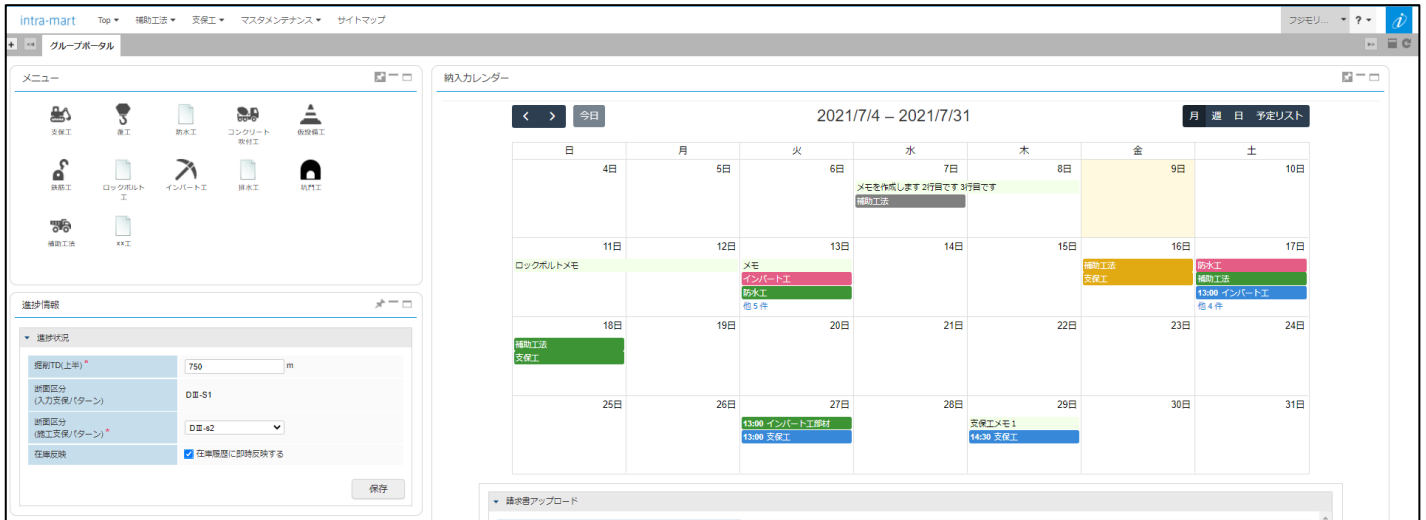 intra-mart Top 補助工法 支保工 マスタメンテナンス サイトマップ フジモリ... ?
グループポータル
メニュー
支保工 覆工 防水工 コンクリート吹付工 仮設備工
鉄筋工 ロックボルト工 インバート工 排水工 坑門工
補助工法 xx工
進捗情報
進捗状況
掘削TD(上半)* 750 m
断面区分
(入力支保パターン) DⅢ-S1
断面区分
(施工支保パターン)* DⅢ-s2
在庫反映 在庫履歴に即時反映する
保存
納入カレンダー
今日 2021/7/4 – 2021/7/31 月 週 日 予定リスト
日 月 火 水 木 金 土
4日 5日 6日 7日 8日 9日 10日
メモを作成します 2行目です 3行目です
補助工法
11日 12日 13日 14日 15日 16日 17日
ロックボルトメモ メモ 補助工法 防水工
インバート工 支保工 補助工法
防水工 13:00 インバート工
他 5 件 他 4 件
18日 19日 20日 21日 22日 23日 24日
補助工法
支保工
25日 26日 27日 28日 29日 30日 31日
13:00 インバート工部材 支保工メモ 1
13:00 支保工 14:30 支保工
請求書アップロード